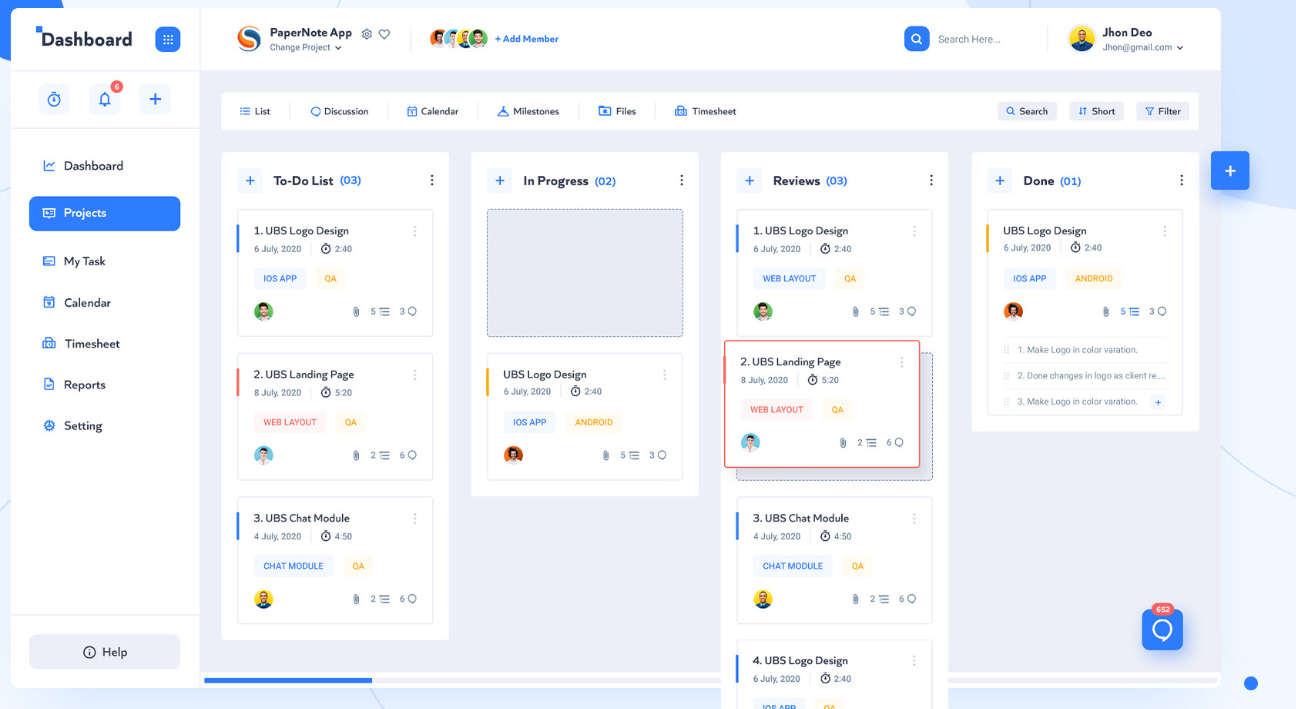 Dashboard
PaperNote App
Change Project
+ Add Member
Search Here...
Jhon Deo
Jhon@gmail.com
6
List
Discussion
Calendar
Milestones
Files
Timesheet
Search
Short
Filter
Dashboard
Projects
My Task
Calendar
Timesheet
Reports
Setting
Help
To-Do List (03)
1. UBS Logo Design
6 July, 2020 2:40
IOS APP QA
5 3
2. UBS Landing Page
8 July, 2020 5:20
WEB LAYOUT QA
2 6
3. UBS Chat Module
4 July, 2020 4:50
CHAT MODULE QA
2 6
In Progress (02)
UBS Logo Design
6 July, 2020 2:40
IOS APP ANDROID
5 3
Reviews (03)
1. UBS Logo Design
6 July, 2020 2:40
WEB LAYOUT QA
5 3
2. UBS Landing Page
8 July, 2020 5:20
WEB LAYOUT QA
2 6
3. UBS Chat Module
4 July, 2020 4:50
CHAT MODULE QA
2 6
4. UBS Logo Design
6 July, 2020 2:40
IOS APP QA
Done (01)
UBS Logo Design
6 July, 2020 2:40
IOS APP ANDROID
5 3
1. Make Logo in color varation.
2. Done changes in logo as client re....
3. Make Logo in color varation.
652